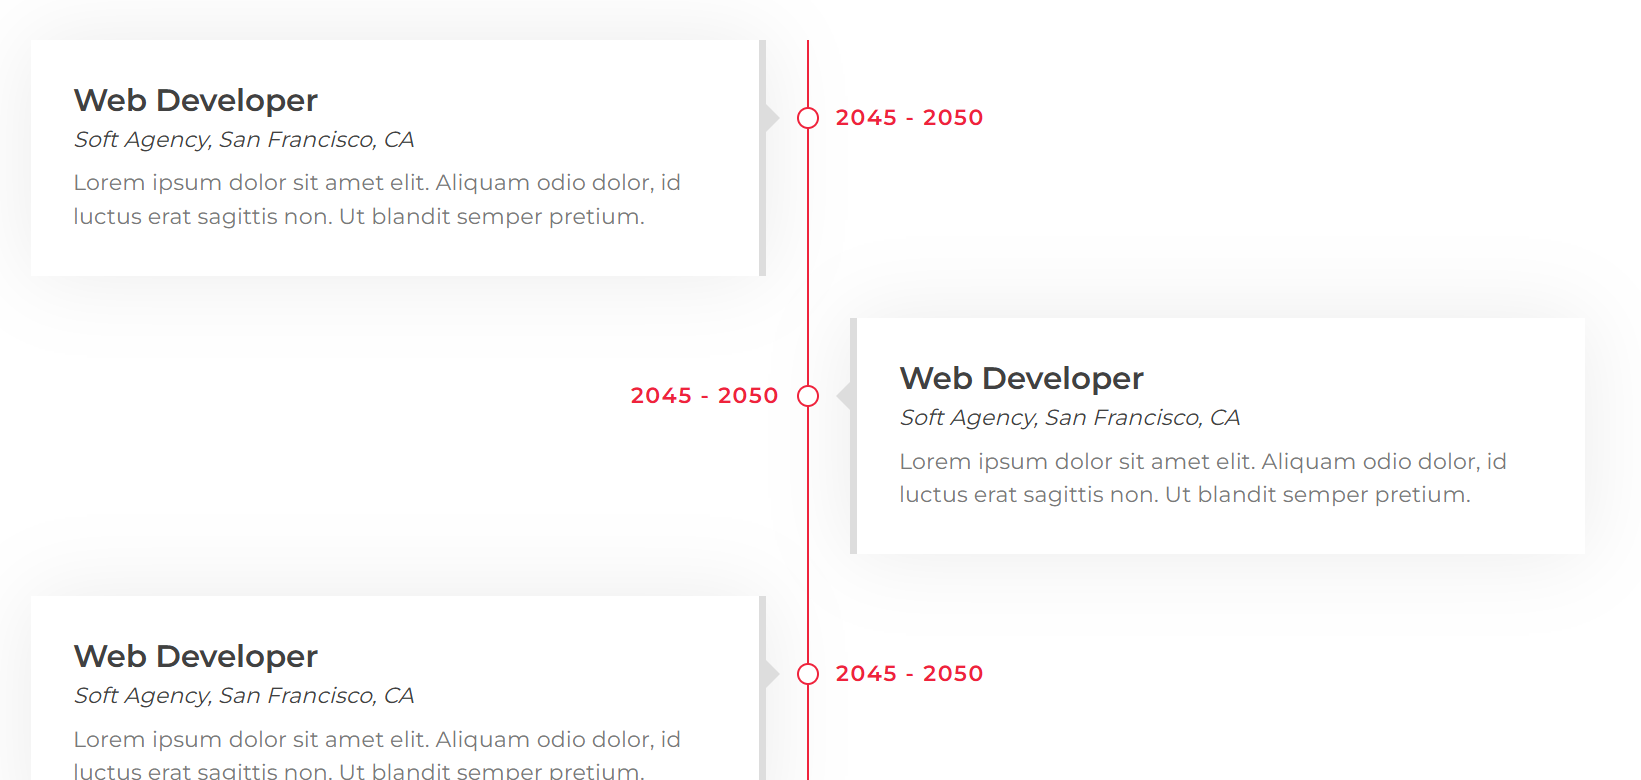 Web Developer
Soft Agency, San Francisco, CA
Lorem ipsum dolor sit amet elit. Aliquam odio dolor, id
luctus erat sagittis non. Ut blandit semper pretium.
2045 - 2050
2045 - 2050
Web Developer
Soft Agency, San Francisco, CA
Lorem ipsum dolor sit amet elit. Aliquam odio dolor, id
luctus erat sagittis non. Ut blandit semper pretium.
Web Developer
Soft Agency, San Francisco, CA
Lorem ipsum dolor sit amet elit. Aliquam odio dolor, id
luctus erat sagittis non. Ut blandit semper pretium.
2045 - 2050